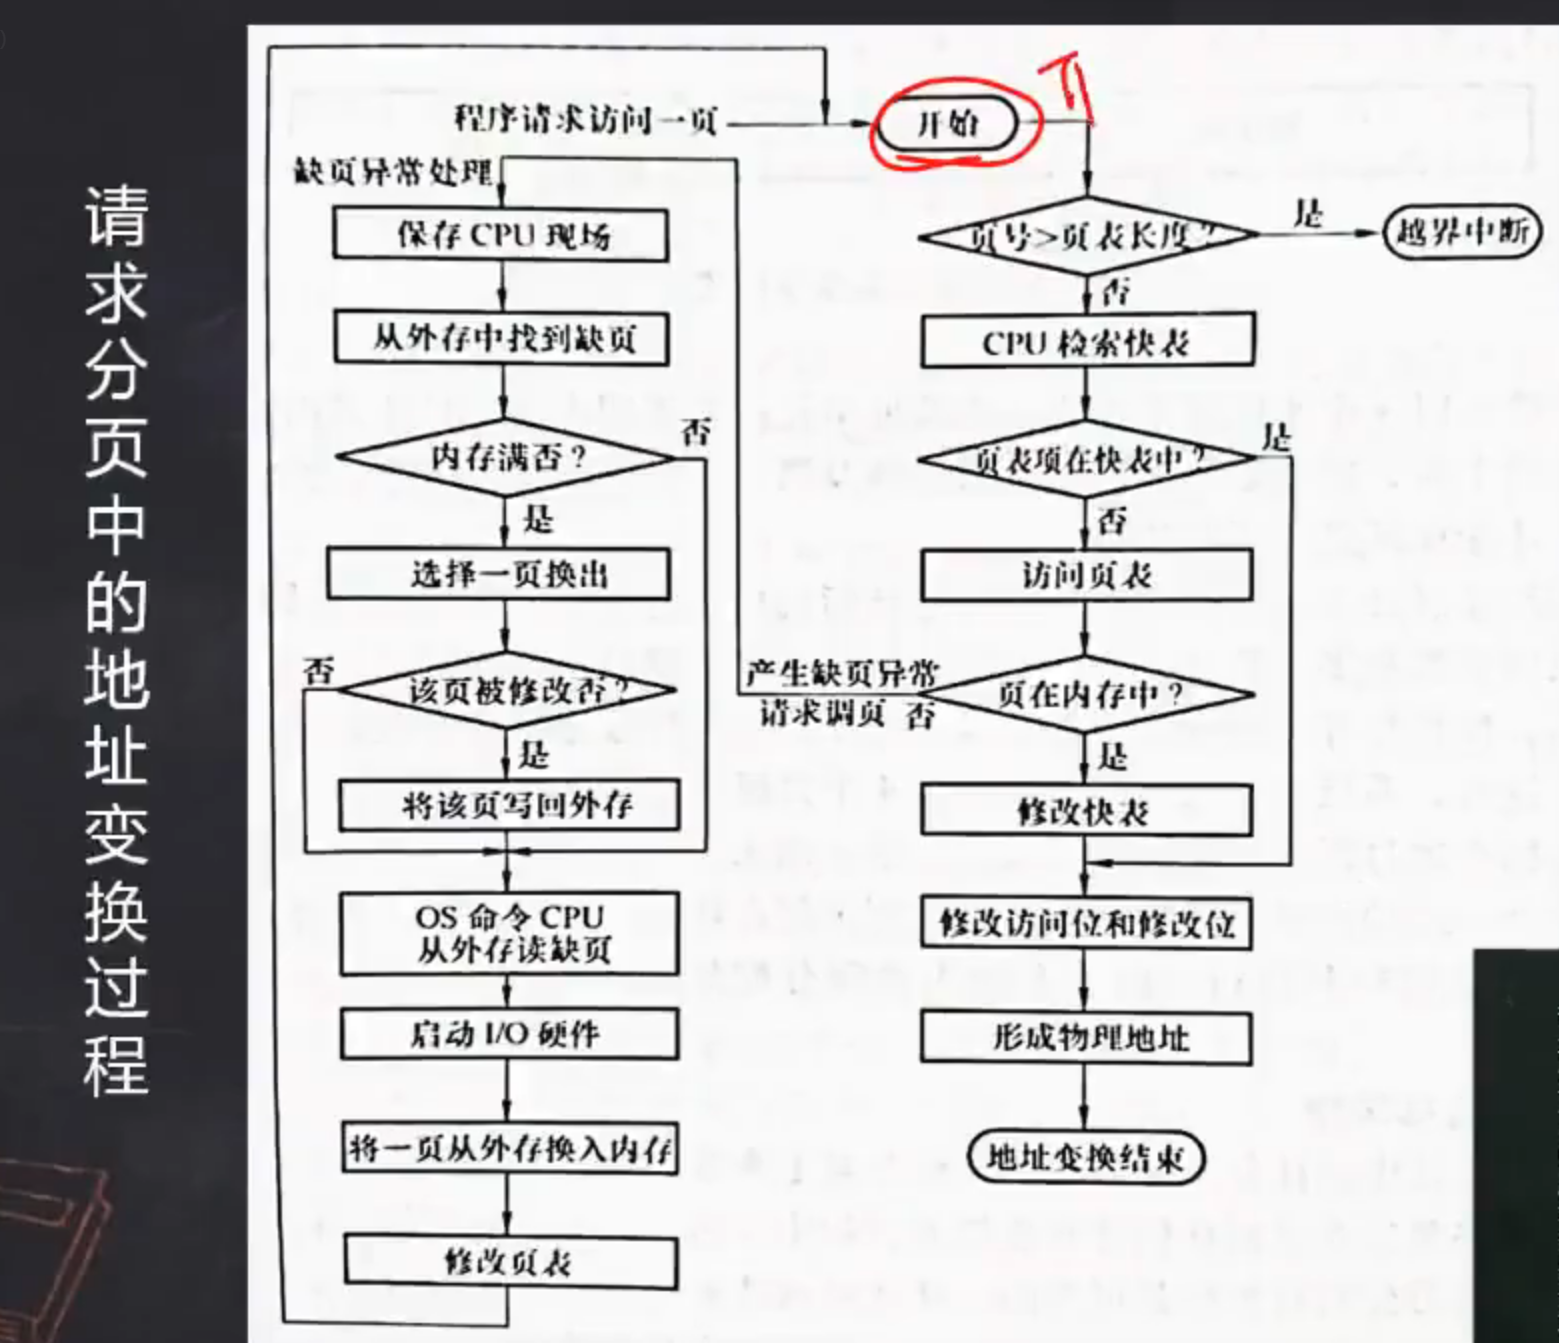 请求分页中的地址变换过程
程序请求访问一页
开始
缺页异常处理
保存 CPU 现场
从外存中找到缺页
内存满否？
否
是
选择一页换出
该页被修改否？
否
是
将该页写回外存
OS 命令 CPU
从外存读缺页
启动 I/O 硬件
将一页从外存换入内存
修改页表
页号>页表长度？
是
越界中断
否
CPU 检索快表
页表项在快表中？
是
否
访问页表
产生缺页异常
请求调页 否
页在内存中？
是
修改快表
修改访问位和修改位
形成物理地址
地址变换结束